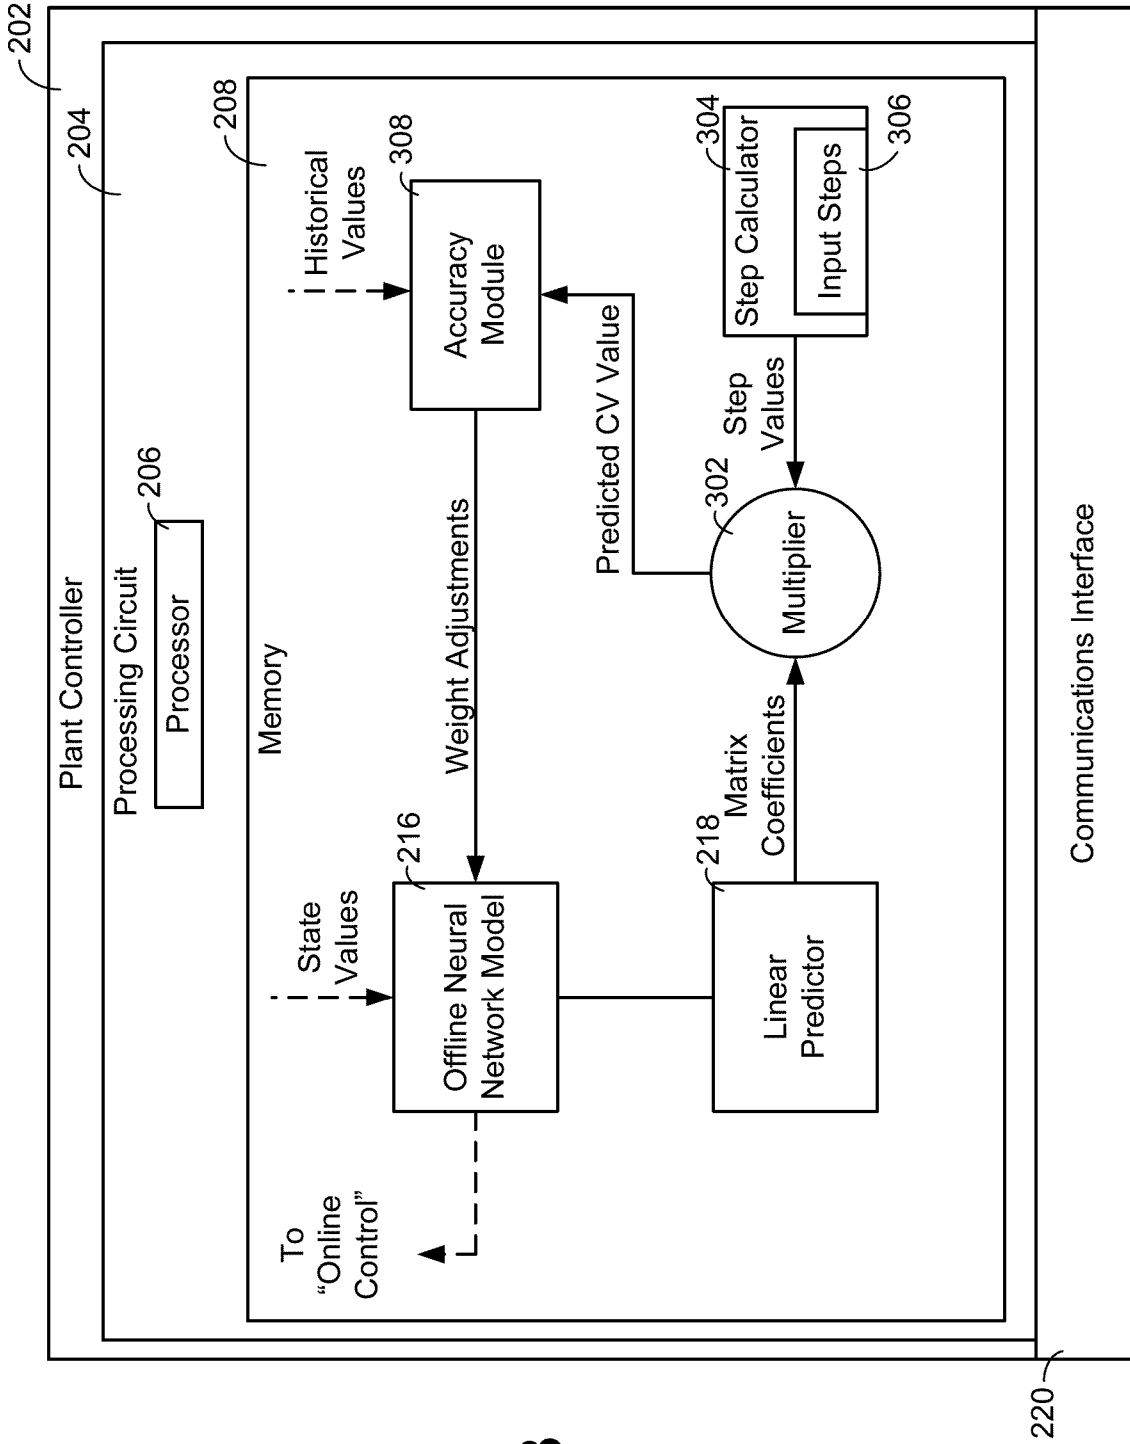 202
Plant Controller
204
Processing Circuit
206
Processor
208
Memory
To
“Online
Control”
State
Values
Historical
Values
216
Offline Neural
Network Model
Weight Adjustments
308
Accuracy
Module
Predicted CV Value
218
Linear
Predictor
Matrix
Coefficients
302
Multiplier
Step
Values
304
Step Calculator
Input Steps
306
Communications Interface
220